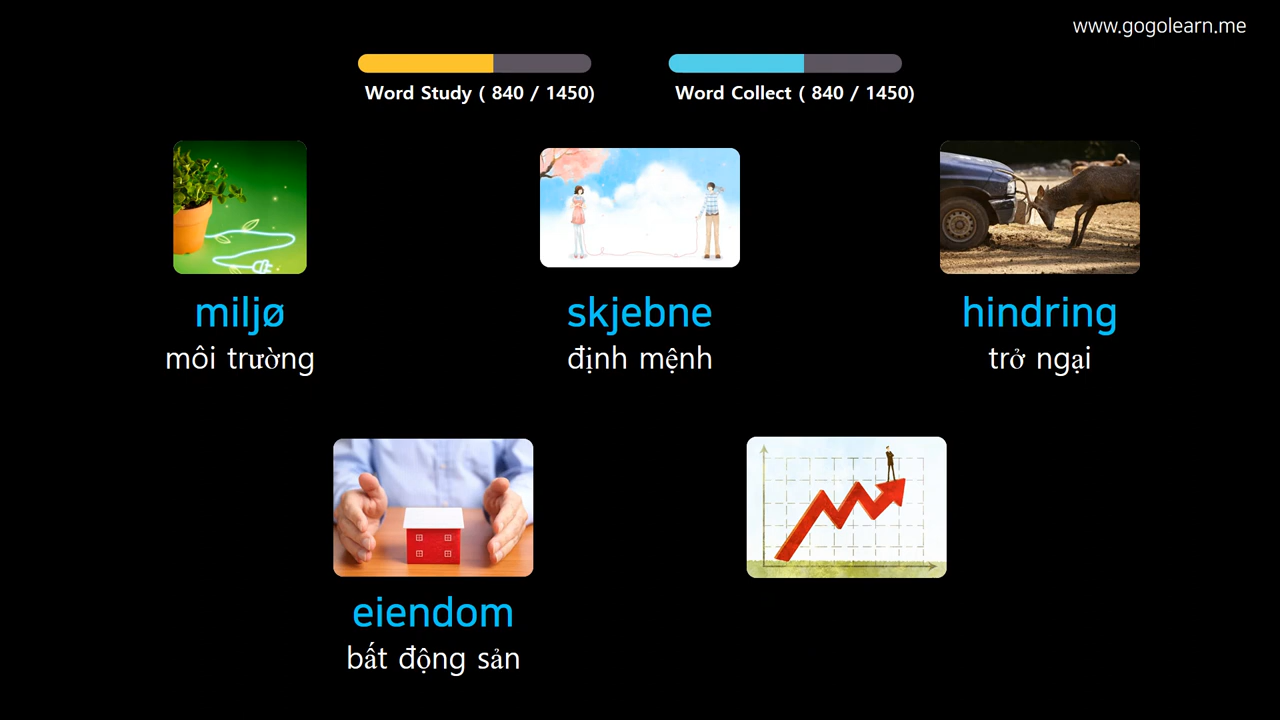 www.gogolearn.me
Word Study ( 840 / 1450)
Word Collect ( 840 / 1450)
miljø
môi trường
skjebne
định mệnh
hindring
trở ngại
eiendom
bất động sản